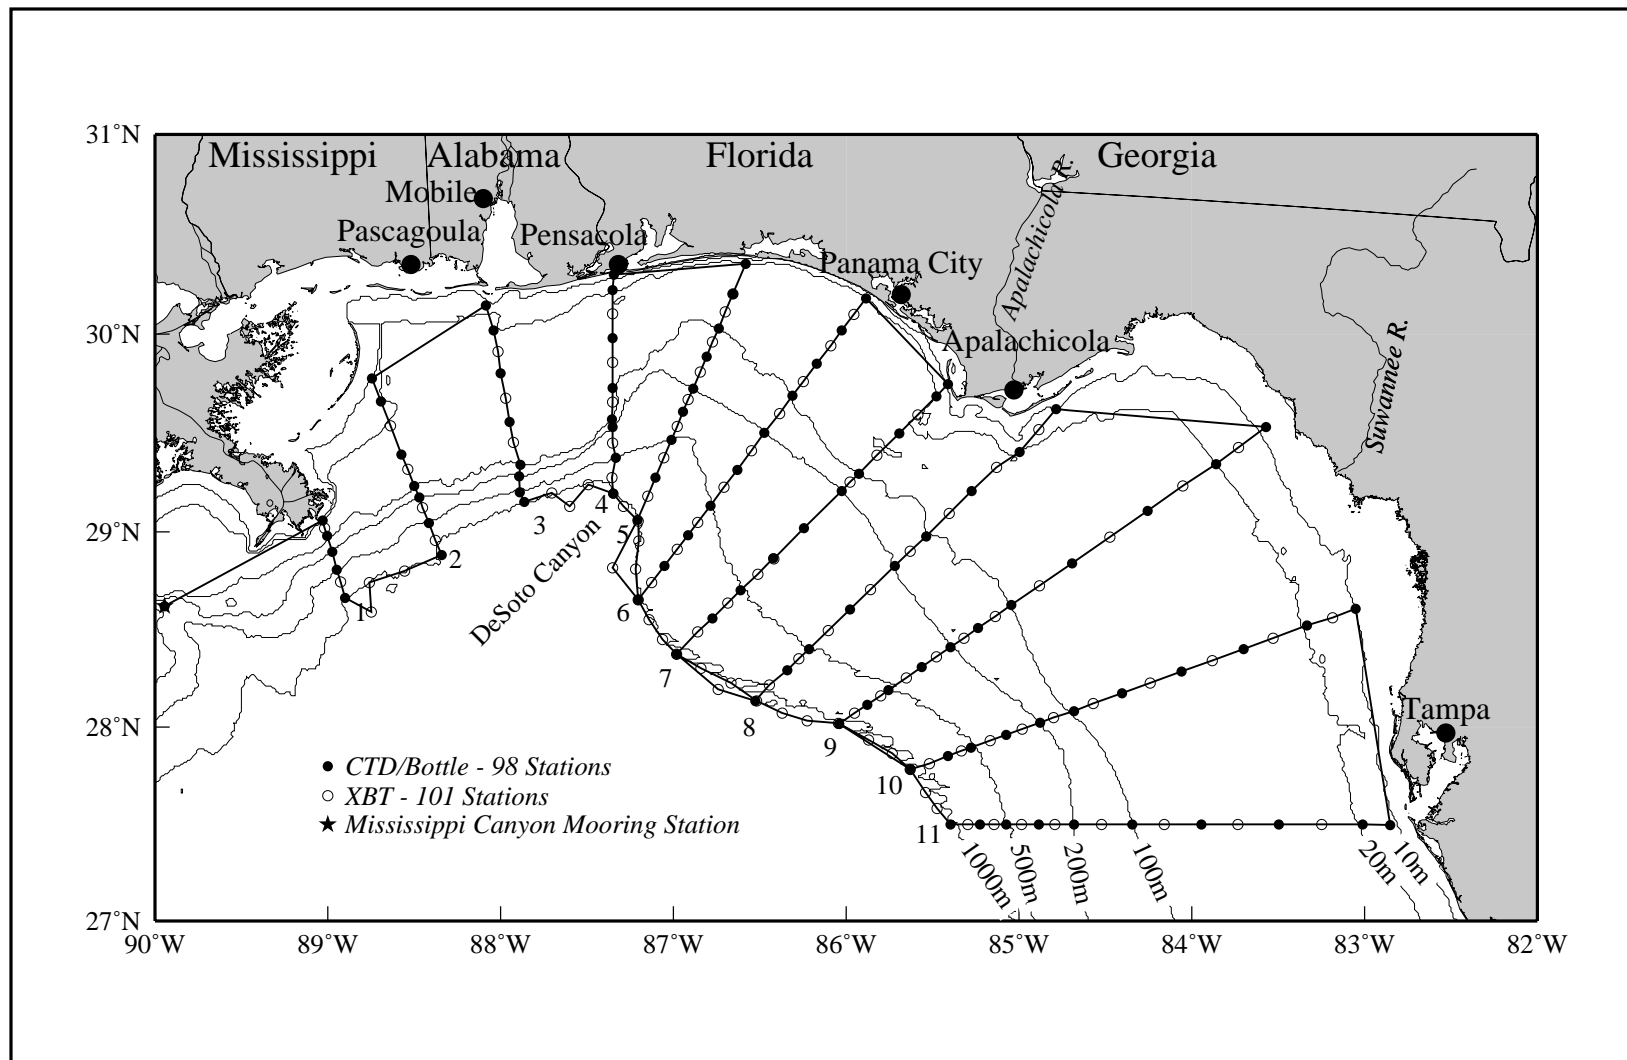 31°N
Mississippi Alabama Florida Georgia
Mobile
Apalachicola R.
Pascagoula
Pensacola
Panama City
30°N
Apalachicola
Suwannee R.
29°N
1
2
3
4
5
6
7
8
9
10
11
DeSoto Canyon
28°N
Tampa
CTD/Bottle - 98 Stations
XBT - 101 Stations
Mississippi Canyon Mooring Station
1000m
500m
200m
100m
20m
10m
27°N
90°W 89°W 88°W 87°W 86°W 85°W 84°W 83°W 82°W